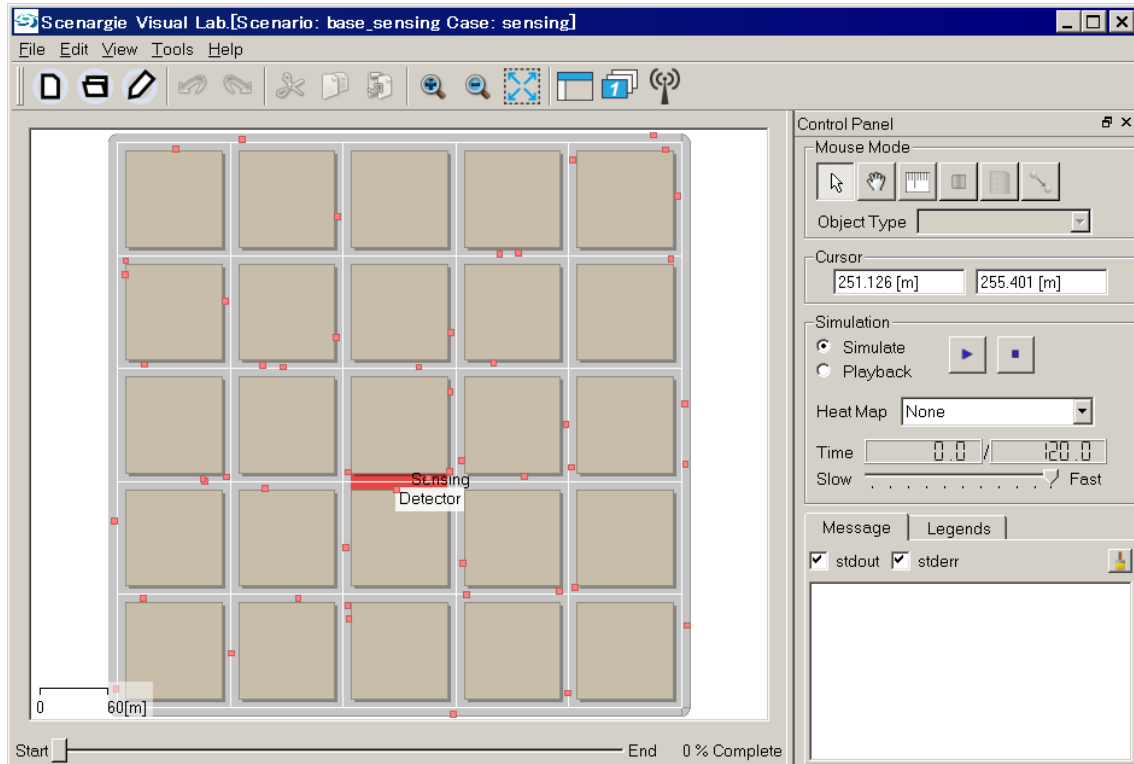 Scenargie Visual Lab.[Scenario: base_sensing Case: sensing]
File Edit View Tools Help
1
Control Panel
Mouse Mode
Object Type
Cursor
251.126 [m] 255.401 [m]
Simulation
Simulate
Playback
Heat Map None
Time 0.0 / 120.0
Slow Fast
Message Legends
stdout stderr
Sensing
Detector
0 60[m]
Start End 0 % Complete